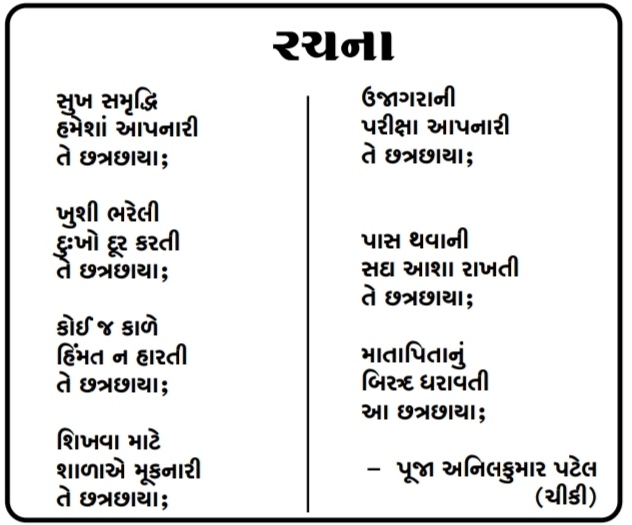 રચના
સુખ સમૃદ્ધિ
હમેશાં આપનારી
તે છત્રછાયા;
ખુશી ભરેલી
દુઃખો દૂર કરતી
તે છત્રછાયા;
કોઈ જ કાળે
હિંમત ન હારતી
તે છત્રછાયા;
શિખવા માટે
શાળાએ મૂકનારી
તે છત્રછાયા;
ઉજાગરાની
પરીક્ષા આપનારી
તે છત્રછાયા;
પાસ થવાની
સદા આશા રાખતી
તે છત્રછાયા;
માતાપિતાનું
બિરુદ ધરાવતી
આ છત્રછાયા;
– પૂજા અનિલકુમાર પટેલ
(ચીકી)